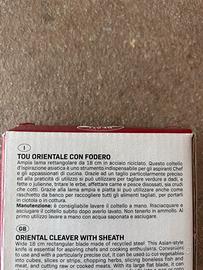 I
TOU ORIENTALE CON FODERO
Ampia lama rettangolare da 18 cm in acciaio riciclato. Questo coltello
d'ispirazione asiatica è uno strumento indispensabile per gli aspiranti Chef
e gli appassionati di cucina. Grazie ad un taglio particolarmente preciso
ed alla praticità di utilizzo si può utilizzare per tagliare verdure a dadi, a
fette o julienne, tritare le erbe, affettare carne e pesce disossati, sia crudi
che cotti. Grazie alla lama ampia e piatta si può utilizzare anche come
raschietto da banco per raccogliere tutti gli alimenti tagliati, per portarli
in ciotola o tegame.
Manutenzione: è consigliabile lavare il coltello a mano. Risciacquare e
asciugare il coltello subito dopo averlo lavato. Non tenerlo in ammollo. Al
primo utilizzo lavare a mano con acqua saponata e asciugare.
GB
ORIENTAL CLEAVER WITH SHEATH
Wide 18 cm rectangular blade made of recycled steel. This Asian-style
knife is essential for aspiring chefs and cooking enthusiasts. Convenient
to use and with a particularly precise cut, it can be used to cut vegetables
into cubes, slices or strips, chopping herbs, slicing boneless fish and
meat, and cutting raw or cooked meats. With its large flat blade, it